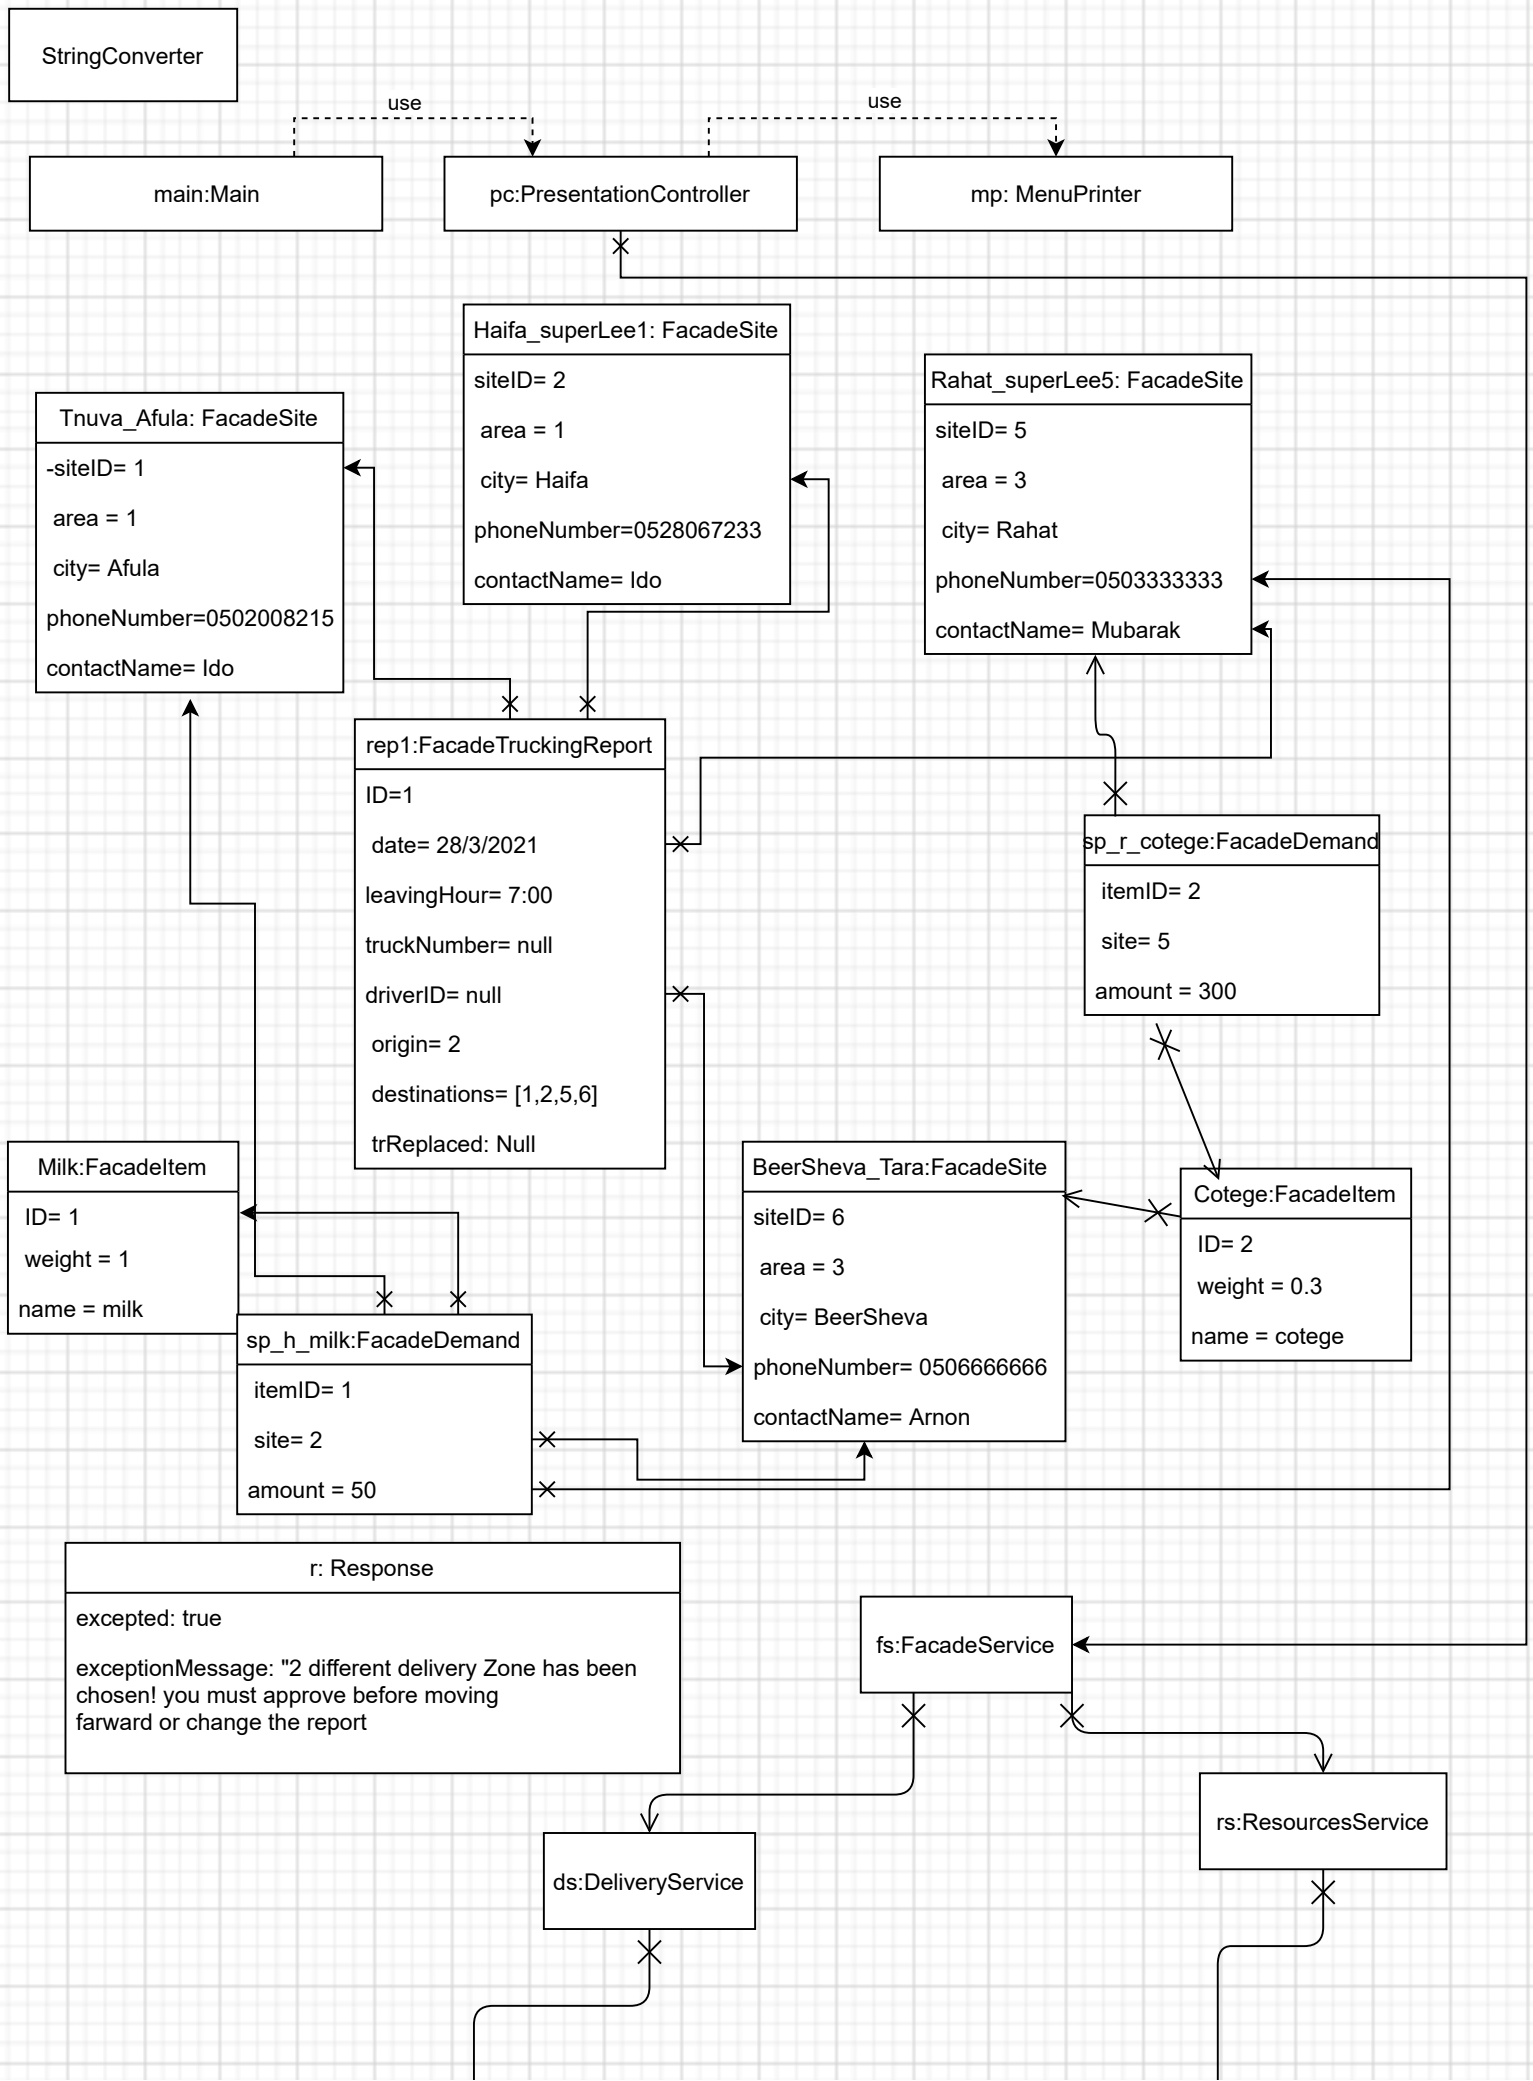 StringConverter
use
use
main:Main
pc:PresentationController
mp: MenuPrinter
Haifa_superLee1: FacadeSite
siteID= 2
area = 1
city= Haifa
phoneNumber=0528067233
contactName= Ido
Rahat_superLee5: FacadeSite
siteID= 5
area = 3
city= Rahat
phoneNumber=0503333333
contactName= Mubarak
Tnuva_Afula: FacadeSite
-siteID= 1
area = 1
city= Afula
phoneNumber=0502008215
contactName= Ido
rep1:FacadeTruckingReport
ID=1
date= 28/3/2021
leavingHour= 7:00
truckNumber= null
driverID= null
origin= 2
destinations= [1,2,5,6]
trReplaced: Null
sp_r_cotege:FacadeDemand
itemID= 2
site= 5
amount = 300
Milk:FacadeItem
ID= 1
weight = 1
name = milk
BeerSheva_Tara:FacadeSite
siteID= 6
area = 3
city= BeerSheva
phoneNumber= 0506666666
contactName= Arnon
Cotege:FacadeItem
ID= 2
weight = 0.3
name = cotege
sp_h_milk:FacadeDemand
itemID= 1
site= 2
amount = 50
r: Response
excepted: true
exceptionMessage: "2 different delivery Zone has been
chosen! you must approve before moving
farward or change the report
fs:FacadeService
rs:ResourcesService
ds:DeliveryService